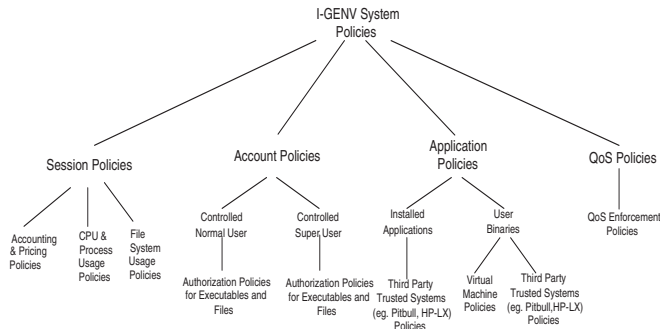 I-GENV System
Policies
Session Policies
Account Policies
Application
Policies
QoS Policies
Accounting
& Pricing
Policies
CPU &
Process
Usage
Policies
File
System
Usage
Policies
Controlled
Normal User
Controlled
Super User
Installed
Applications
User
Binaries
QoS Enforcement
Policies
Authorization Policies
for Executables and
Files
Authorization Policies
for Executables and
Files
Third Party
Trusted Systems
(eg. Pitbull, HP-LX)
Policies
Virtual
Machine
Policies
Third Party
Trusted Systems
(eg. Pitbull,HP-LX)
Policies